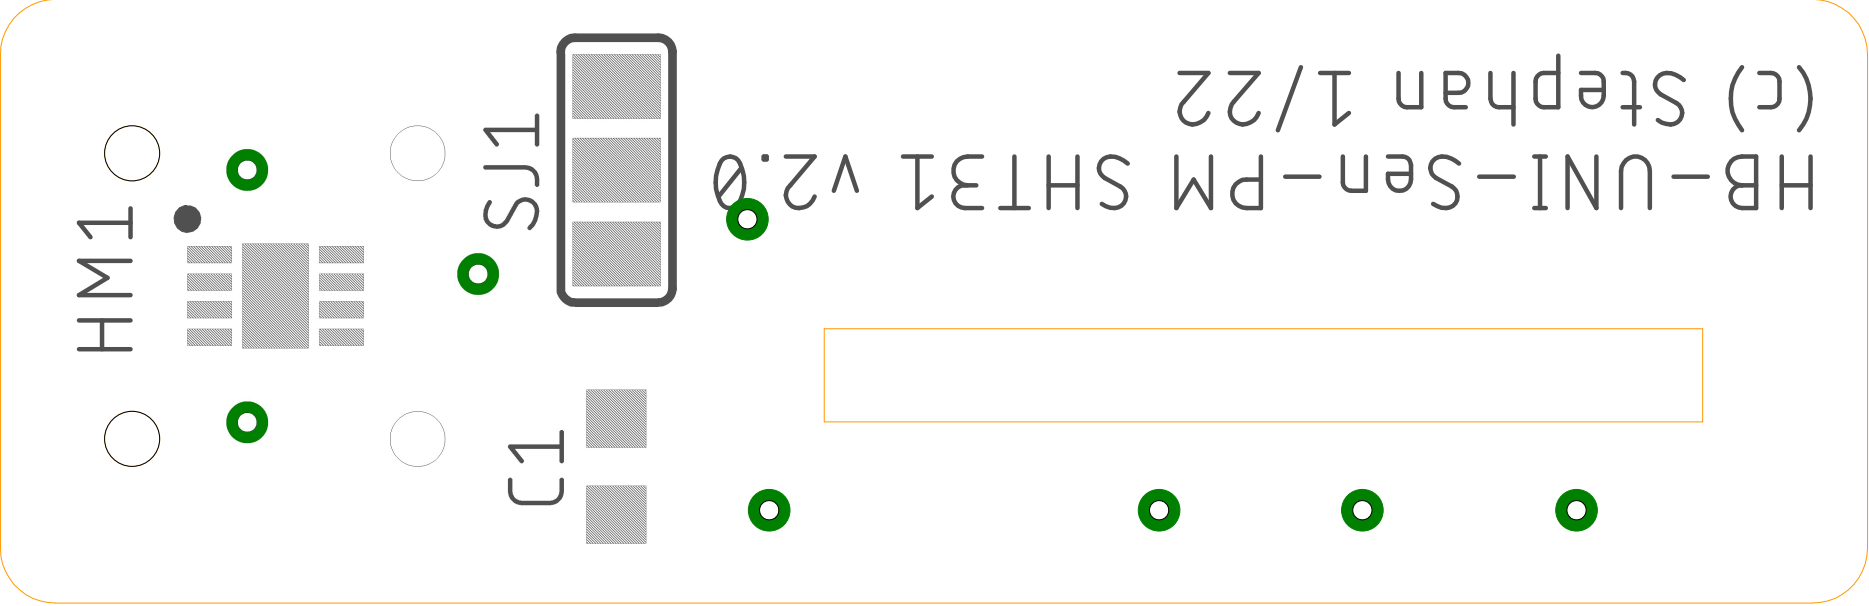 HB-UNI-Sen-PM SHT31 v2.0
(c) Stephan 1/22
SJ1
HM1
C1